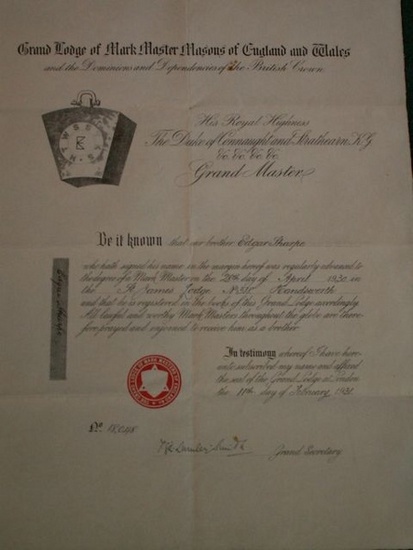 Grand Lodge of Mark Master Masons of England and Wales
and the Dominions and Dependencies of The British Crown
His Royal Highness
The Duke of Connaught and Strathearn, K.G.
&c. &c. &c. &c.
Grand Master
Be it known that our brother Edgar Sharpe
who hath signed his name in the margin hereof was regularly advanced to
the degree of a Mark Master on the 28th day of April 1930 in
the St. James Lodge Handsworth
and that he is registered in the books of this Grand Lodge accordingly
All lawful and worthy Mark Masters throughout the globe are there-
fore prayed and enjoined to receive him as a brother
In testimony whereof I have here-
unto subscribed my name and affixed
the seal of the Grand Lodge at London
the 11th day of February 1931
No.
Grand Secretary